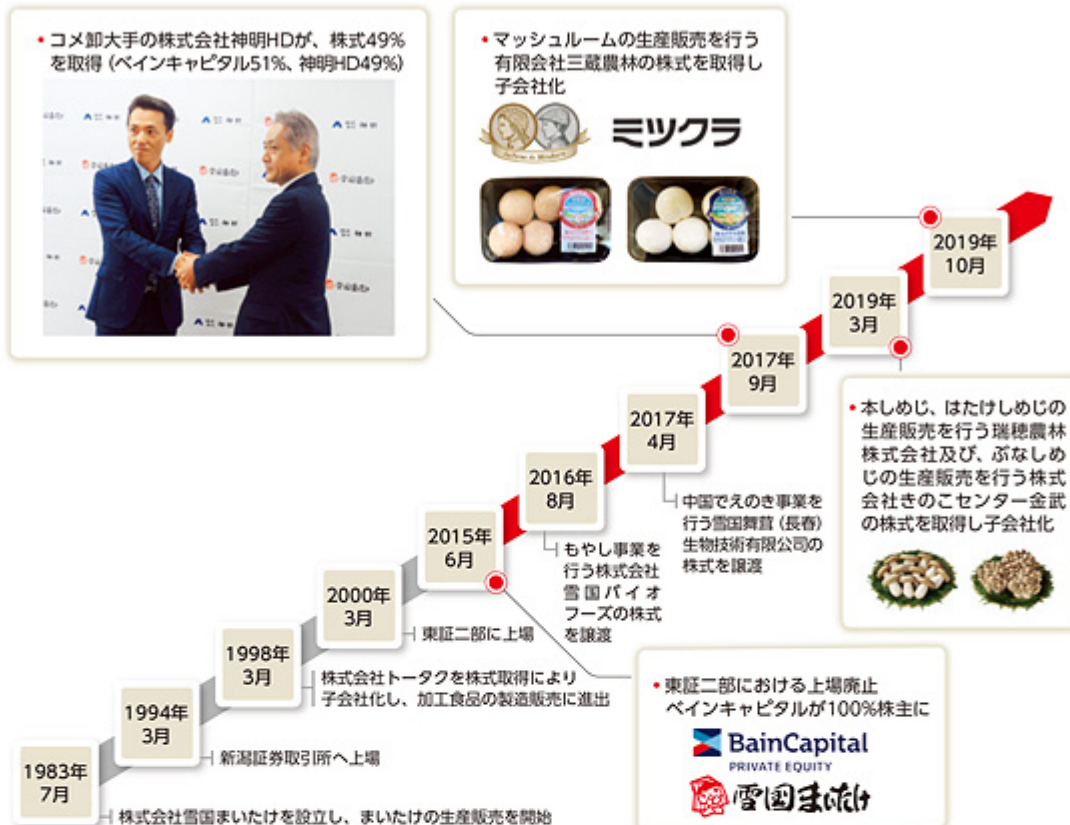 • コメ卸大手の株式会社神明HDが、株式49%
を取得(ベインキャピタル51%、神明HD49%)
• マッシュルームの生産販売を行う
有限会社三蔵農林の株式を取得し
子会社化
ミツクラ
2019年
10月
2019年
3月
2017年
9月
• 本しめじ、はたけしめじの
生産販売を行う瑞穂農林
株式会社及び、ぶなしめ
じの生産販売を行う株式
会社きのこセンター金武
の株式を取得し子会社化
2017年
4月
中国でえのき事業を
行う雪国舞茸(長春)
生物技術有限公司の
株式を譲渡
2016年
8月
もやし事業を
行う株式会社
雪国バイオ
フーズの株式
を譲渡
2015年
6月
• 東証二部における上場廃止
ベインキャピタルが100%株主に
BainCapital
PRIVATE EQUITY
雪国まいたけ
2000年
3月
東証二部に上場
1998年
3月
株式会社トータクを株式取得により
子会社化し、加工食品の製造販売に進出
1994年
3月
新潟証券取引所へ上場
1983年
7月
株式会社雪国まいたけを設立し、まいたけの生産販売を開始